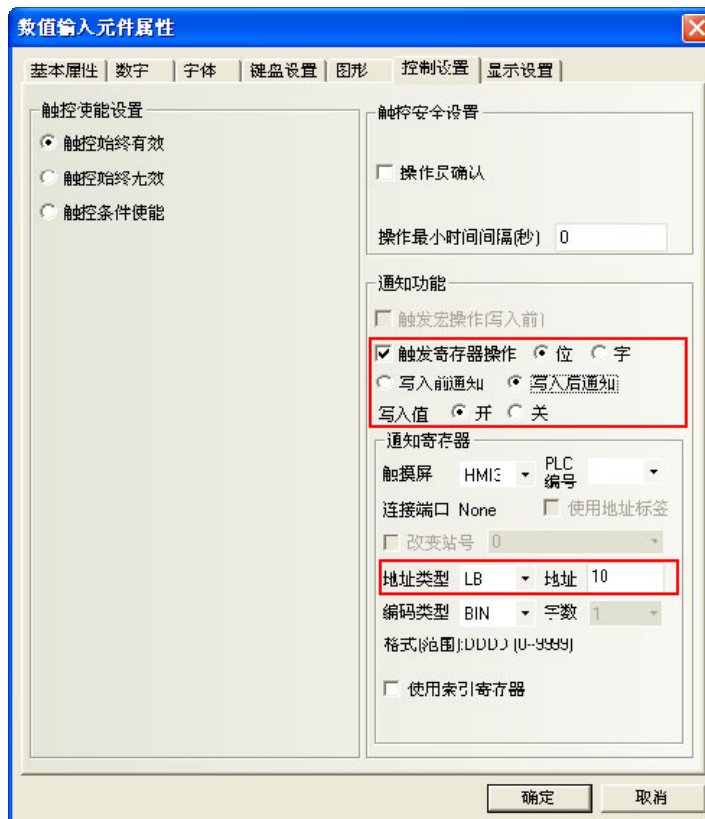 数值输入元件属性
基本属性 数字 字体 键盘设置 图形 控制设置 显示设置
触控使能设置
触控始终有效
触控始终无效
触控条件使能
触控安全设置
操作员确认
操作最小时间间隔(秒) 0
通知功能
触发宏操作(写入前)
触发寄存器操作 位 字
写入前通知 写入后通知
写入值 开 关
通知寄存器
触摸屏 HMI3 PLC编号
连接端口 None 使用地址标签
改变站号 0
地址类型 LB 地址 10
编码类型 BIN 字数 1
格式(范围):DDDD (0--9999)
使用索引寄存器
确定 取消